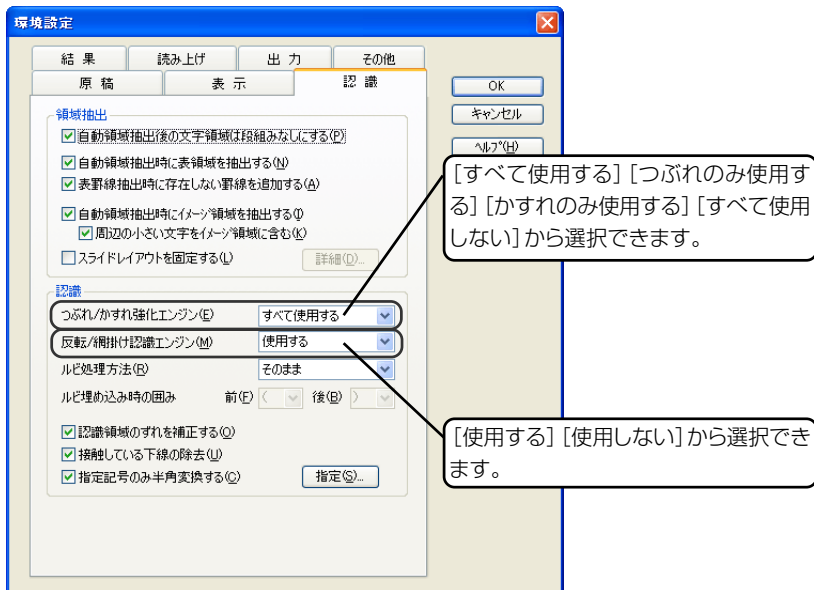 環境設定
結 果
読み上げ
出 力
その他
原 稿
表 示
認 識
OK
キャンセル
ヘルプ(H)
領域抽出
自動領域抽出後の文字領域は段組みなしにする(P)
自動領域抽出時に表領域を抽出する(N)
表罫線抽出時に存在しない罫線を追加する(A)
自動領域抽出時にイメージ領域を抽出する(I)
周辺の小さい文字をイメージ領域に含む(K)
スライドレイアウトを固定する(L)
詳細(D)...
[すべて使用する][つぶれのみ使用す
る][かすれのみ使用する][すべて使用
しない]から選択できます。
認識
つぶれ/かすれ強化エンジン(E)
すべて使用する
反転/網掛け認識エンジン(M)
使用する
ルビ処理方法(R)
そのまま
ルビ埋め込み時の囲み 前(F) ( 後(B) )
認識領域のずれを補正する(O)
接触している下線の除去(U)
指定記号のみ半角変換する(C)
指定(S)...
[使用する][使用しない]から選択でき
ます。